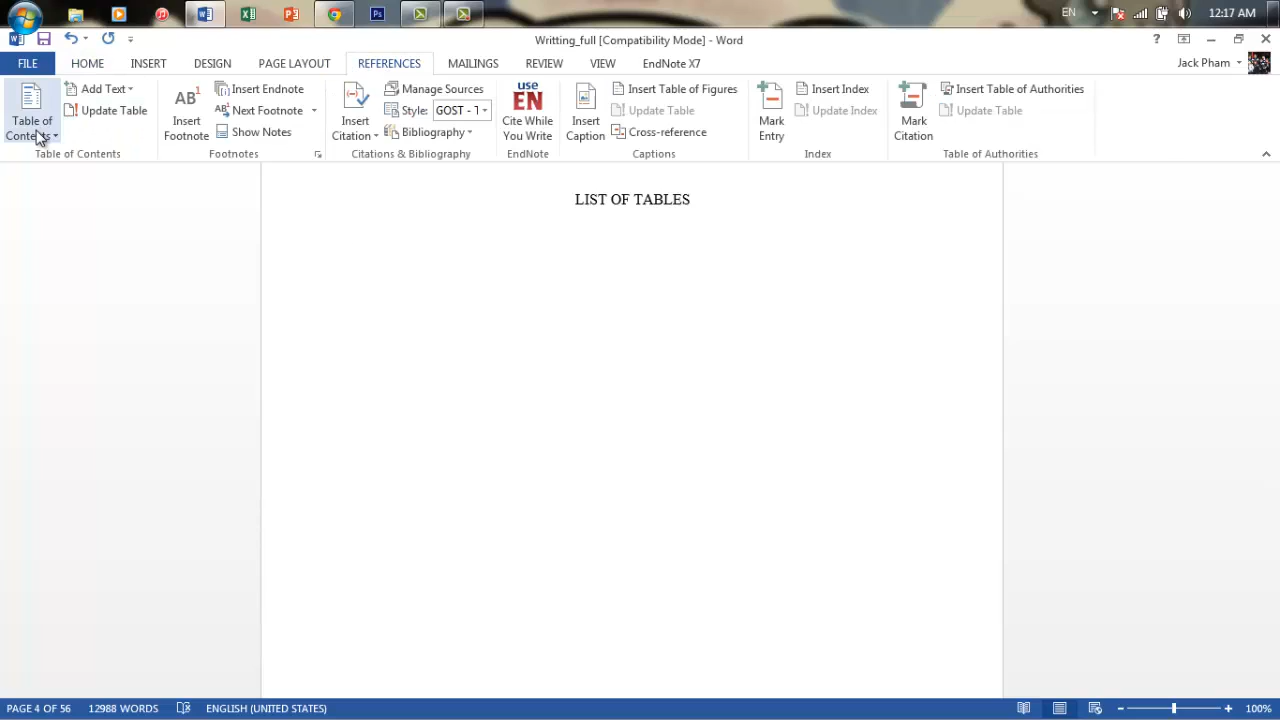 EN 12:17 AM
Writting_full [Compatibility Mode] - Word
FILE HOME INSERT DESIGN PAGE LAYOUT REFERENCES MAILINGS REVIEW VIEW EndNote X7 Jack Pham
Table of Contents
Add Text
Update Table
Table of Contents
AB1
Insert Footnote
Insert Endnote
Next Footnote
Show Notes
Footnotes
Insert Citation
Manage Sources
Style: GOST - T
Bibliography
Citations & Bibliography
use
EN
Cite While You Write
EndNote
Insert Caption
Insert Table of Figures
Update Table
Cross-reference
Captions
Mark Entry
Insert Index
Update Index
Index
Mark Citation
Insert Table of Authorities
Update Table
Table of Authorities
LIST OF TABLES
PAGE 4 OF 56 12988 WORDS ENGLISH (UNITED STATES) 100%